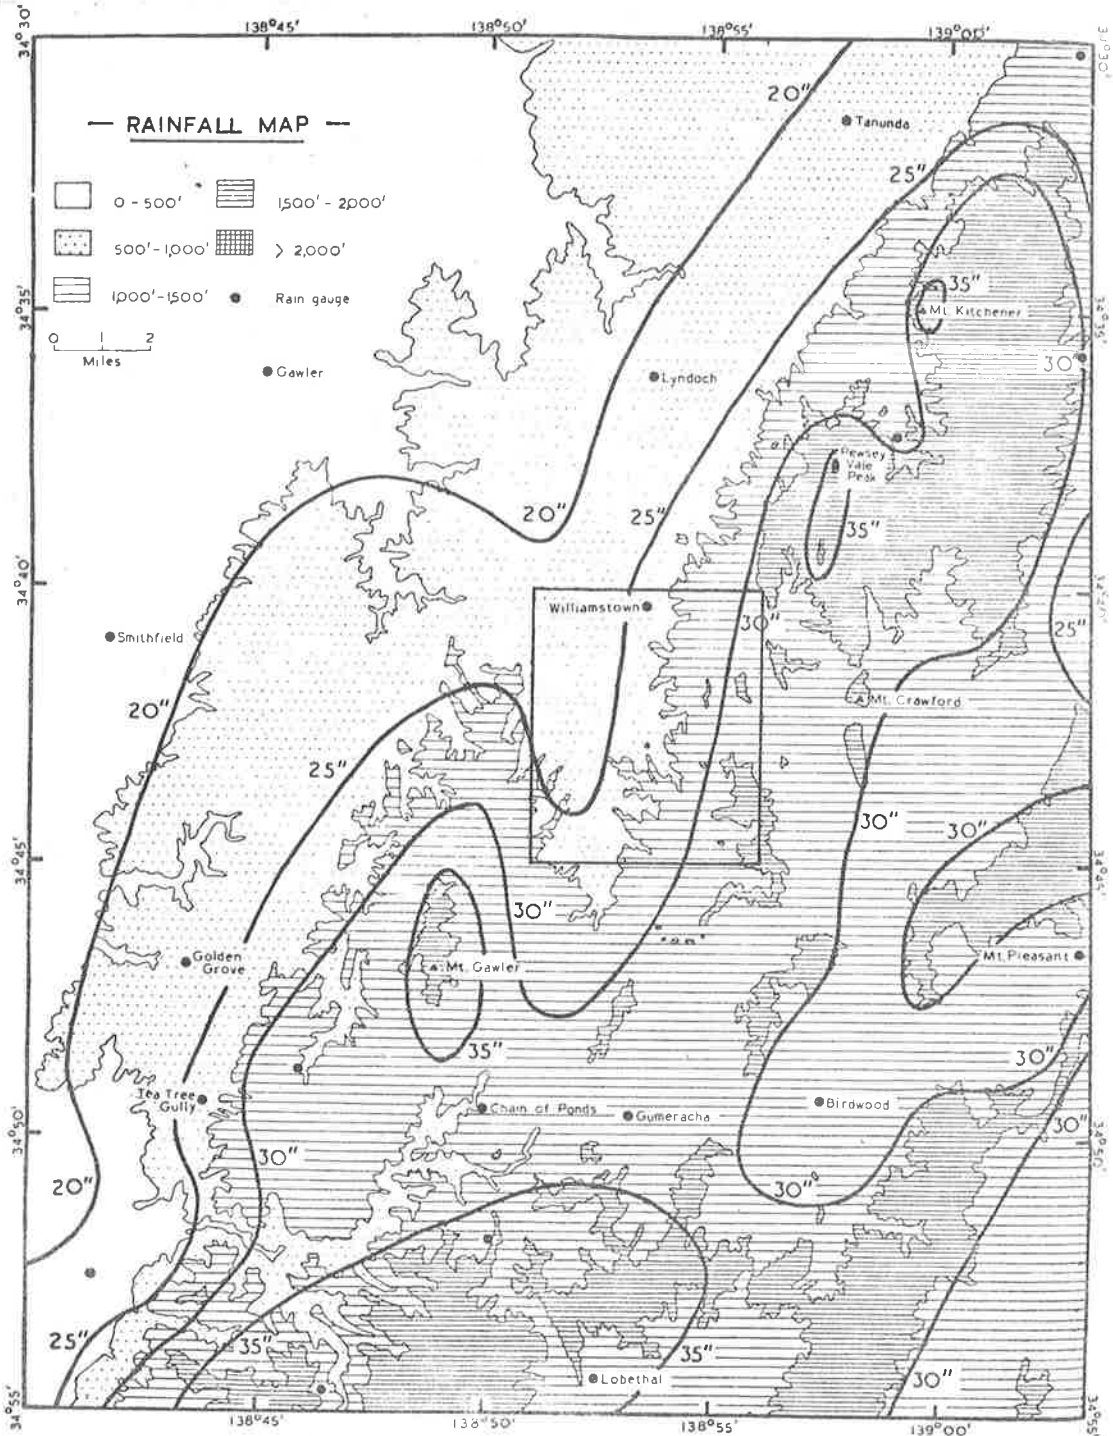 138°45' 138°50' 138°55' 139°00'
34°30'
— RAINFALL MAP —
0 - 500' 1,500' - 2,000'
500' - 1,000' > 2,000'
1,000' - 1,500' Rain gauge
0 1 2
Miles
20"
Tanunda
25"
35"
Mt. Kitchener
34°35' 34°35'
30"
Gawler
Lyndoch
Pewsey
Vale
Peak
20" 25" 35"
34°40'
Williamstown
30"
25"
Smithfield
Mt. Crawford
20"
25"
30" 30"
34°45' 34°45'
30"
Golden
Grove
Mt. Gawler
Mt. Pleasant
35"
30"
Tea Tree
Gully
Chain of Ponds
Gumeracha
Birdwood
30"
34°50' 34°50'
30"
20"
30"
25"
35"
35"
Lobethal
30"
34°55' 34°55'
138°45' 138°50' 138°55' 139°00'